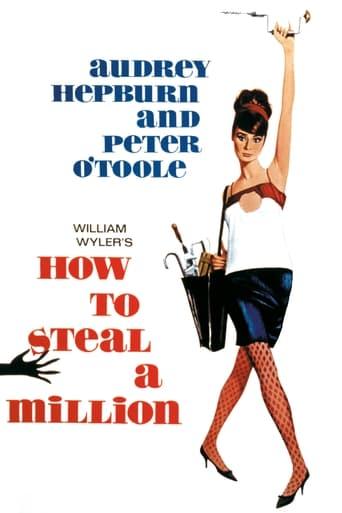 AUDREY
HEPBURN
AND
PETER
O'TOOLE
WILLIAM
WYLER'S
HOW
TO
STEAL
A
MILLION